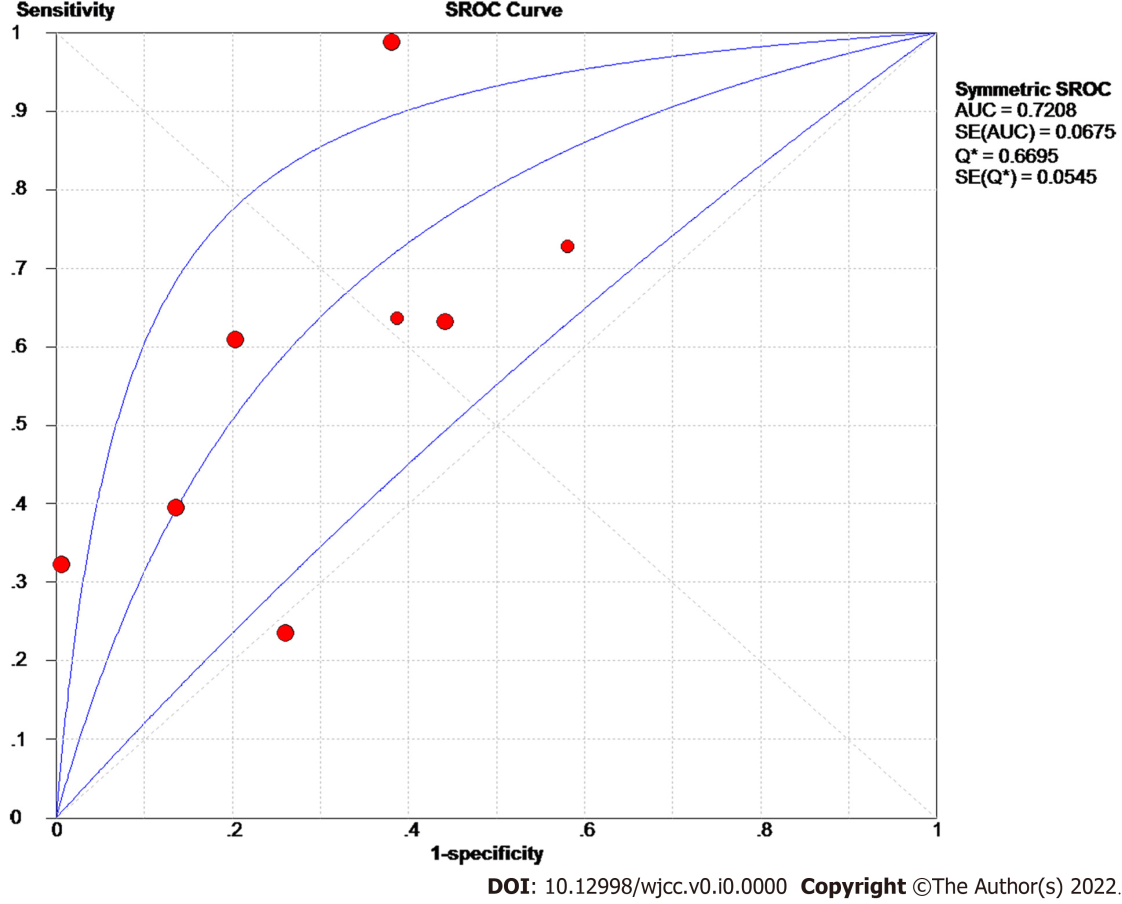 Sensitivity
SROC Curve
1
.9
.8
.7
.6
.5
.4
.3
.2
.1
0
0
.2
.4
.6
.8
1
1-specificity
Symmetric SROC
AUC = 0.7208
SE(AUC) = 0.0675
Q* = 0.6695
SE(Q*) = 0.0545
DOI: 10.12998/wjcc.v0.i0.0000 Copyright ©The Author(s) 2022.